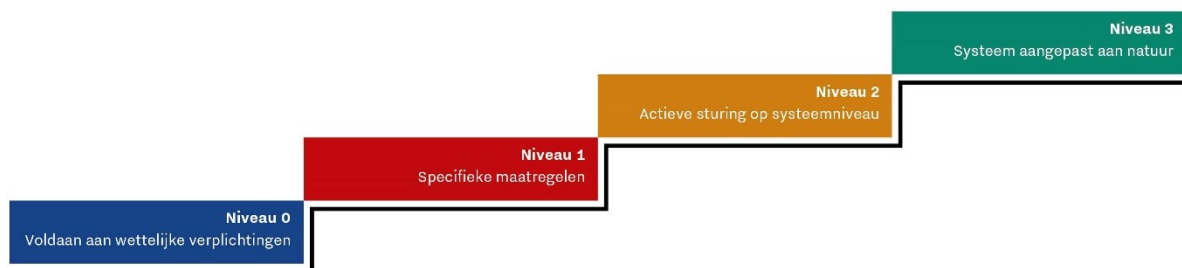 Niveau 3
Systeem aangepast aan natuur
Niveau 2
Actieve sturing op systeemniveau
Niveau 1
Specifieke maatregelen
Niveau 0
Voldaan aan wettelijke verplichtingen